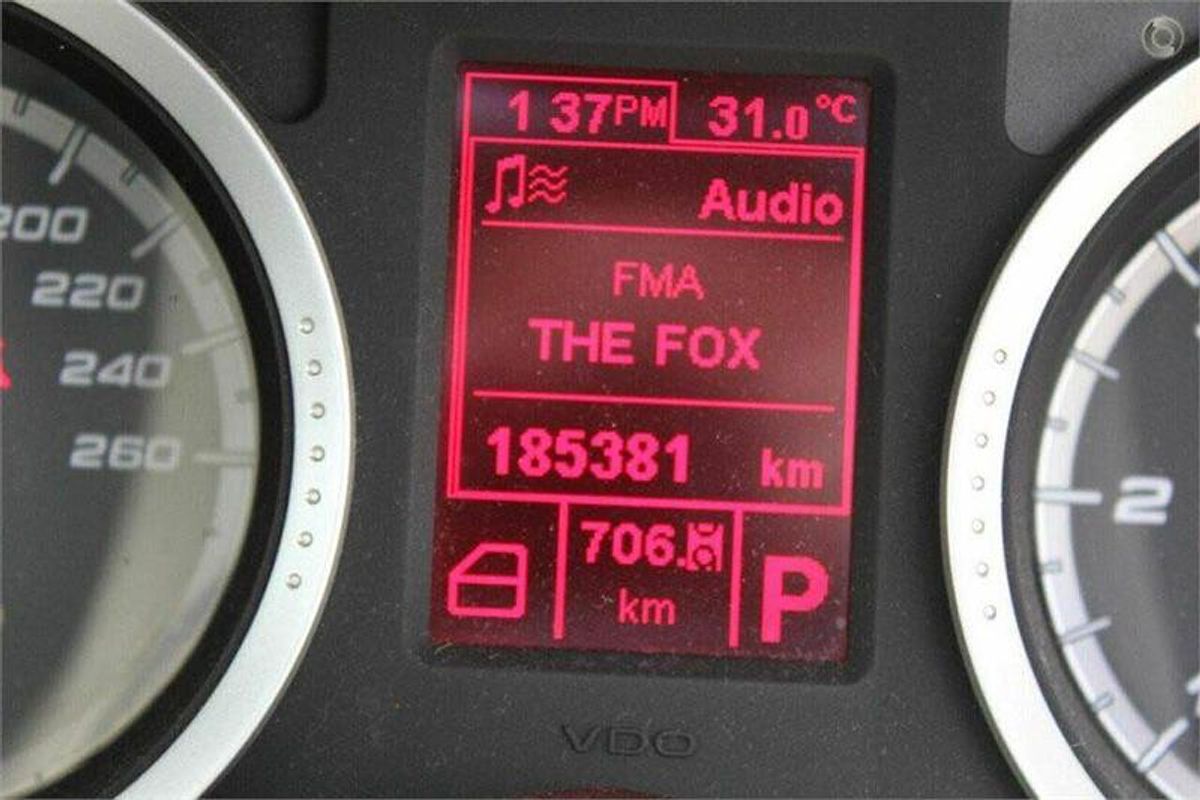 1 37PM 31.0 °C
Audio
FMA
THE FOX
185381 km
706.
km
P
VDO
200
220
240
260
2